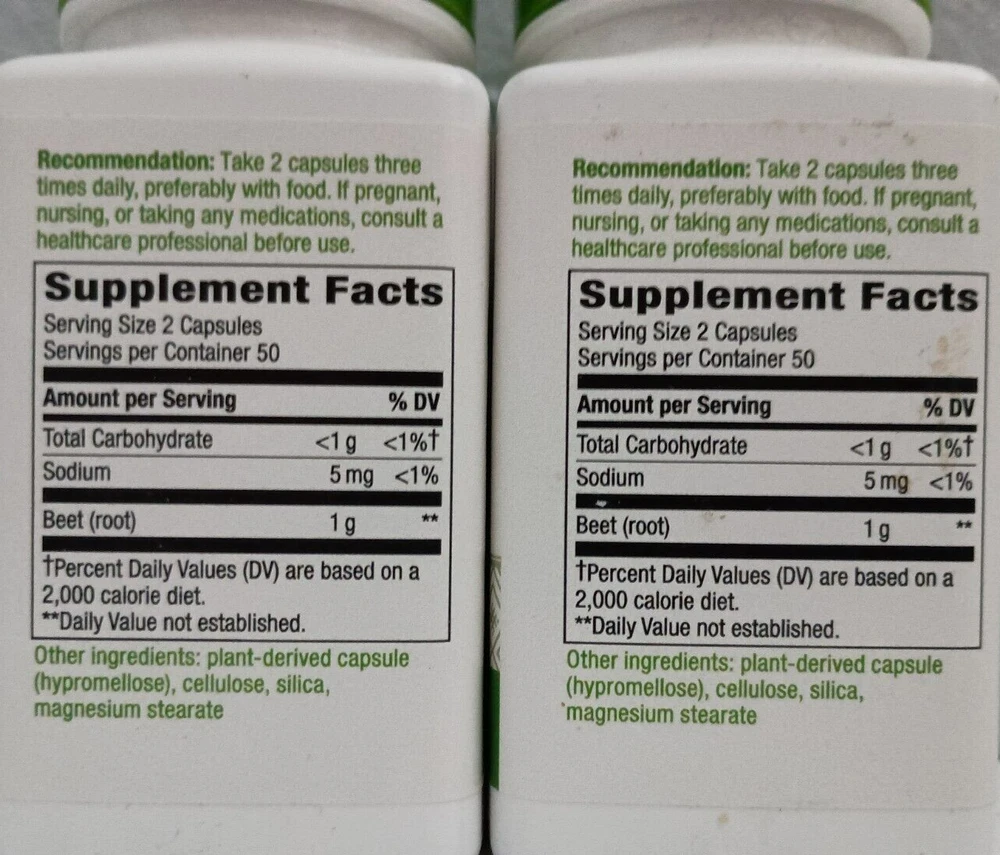 Recommendation: Take 2 capsules three
times daily, preferably with food. If pregnant,
nursing, or taking any medications, consult a
healthcare professional before use.
Supplement Facts
Serving Size 2 Capsules
Servings per Container 50
Amount per Serving % DV
Total Carbohydrate <1 g <1%†
Sodium 5 mg <1%
Beet (root) 1 g **
†Percent Daily Values (DV) are based on a
2,000 calorie diet.
**Daily Value not established.
Other ingredients: plant-derived capsule
(hypromellose), cellulose, silica,
magnesium stearate
Recommendation: Take 2 capsules three
times daily, preferably with food. If pregnant,
nursing, or taking any medications, consult a
healthcare professional before use.
Supplement Facts
Serving Size 2 Capsules
Servings per Container 50
Amount per Serving % DV
Total Carbohydrate <1 g <1%†
Sodium 5 mg <1%
Beet (root) 1 g **
†Percent Daily Values (DV) are based on a
2,000 calorie diet.
**Daily Value not established.
Other ingredients: plant-derived capsule
(hypromellose), cellulose, silica,
magnesium stearate